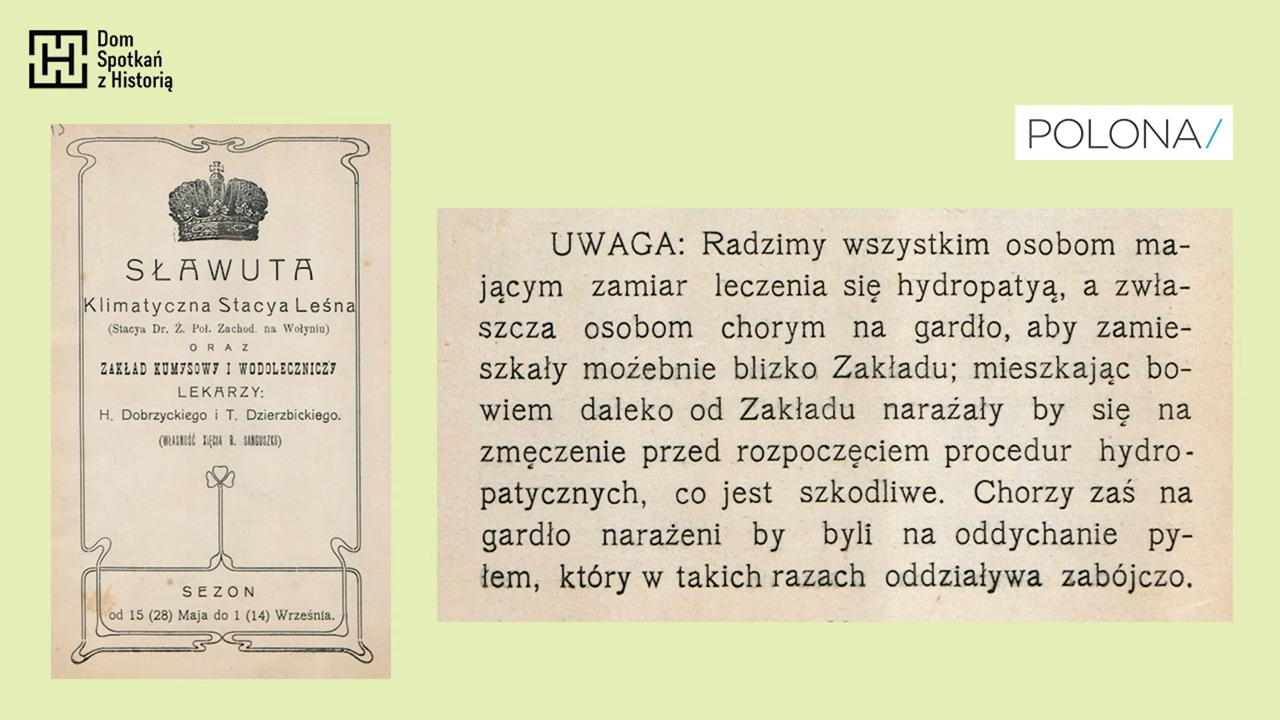 Dom
Spotkań
z Historią
POLONA/
SŁAWUTA
Klimatyczna Stacya Leśna
(Stacya Dr. Ż. Poł. Zachod. na Wołyniu)
ORAZ
ZAKŁAD KUMYSOWY I WODOLECZNICZY
LEKARZY:
H. Dobrzyckiego i T. Dzierzbickiego.
(WŁASNOŚĆ XIĘCIA R. SANGUSZKI)
SEZON
od 15 (28) Maja do 1 (14) Września.
UWAGA: Radzimy wszystkim osobom ma-
jącym zamiar leczenia się hydropatyą, a zwła-
szcza osobom chorym na gardło, aby zamie-
szkały możebnie blizko Zakładu; mieszkając bo-
wiem daleko od Zakładu narażały by się na
zmęczenie przed rozpoczęciem procedur hydro-
patycznych, co jest szkodliwe. Chorzy zaś na
gardło narażeni by byli na oddychanie py-
łem, który w takich razach oddziaływa zabójczo.